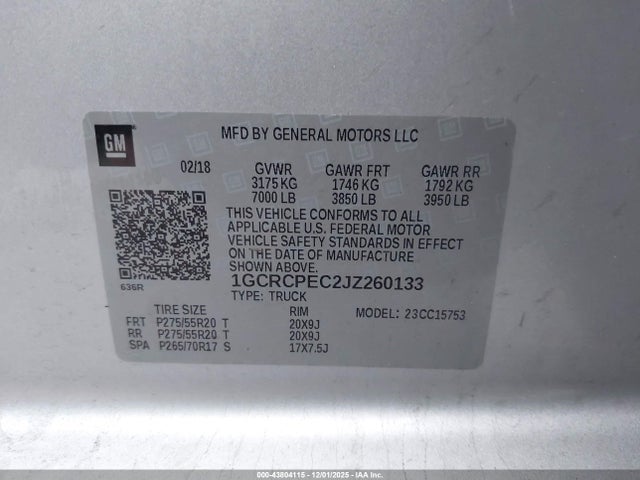 GM
MFD BY GENERAL MOTORS LLC
02/18 GVWR GAWR FRT GAWR RR
3175 KG 1746 KG 1792 KG
7000 LB 3850 LB 3950 LB
THIS VEHICLE CONFORMS TO ALL
APPLICABLE U.S. FEDERAL MOTOR
VEHICLE SAFETY STANDARDS IN EFFECT
ON THE DATE OF MANUFACTURE
SHOWN ABOVE.
636R
1GCRCPEC2JZ260133
TYPE: TRUCK
TIRE SIZE RIM MODEL: 23CC15753
FRT P275/55R20 T 20X9J
RR P275/55R20 T 20X9J
SPA P265/70R17 S 17X7.5J
000-43804115 - 12/01/2025 - IAA Inc.